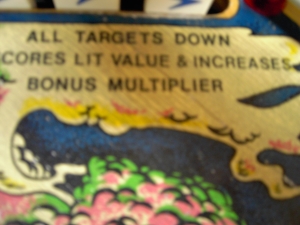 ALL TARGETS DOWN
CORES LIT VALUE & INCREASES
BONUS MULTIPLIER